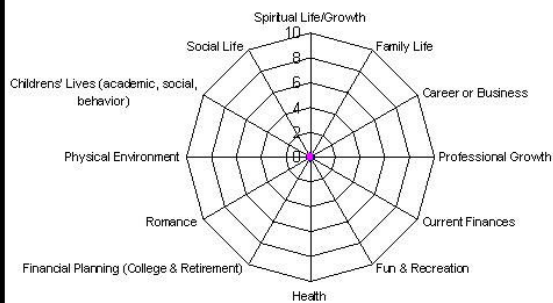 Spiritual Life/Growth
10
Social Life
Family Life
8
Childrens' Lives (academic, social,
behavior)
6
Career or Business
4
2
Physical Environment
0
Professional Growth
Romance
Current Finances
Financial Planning (College & Retirement)
Fun & Recreation
Health